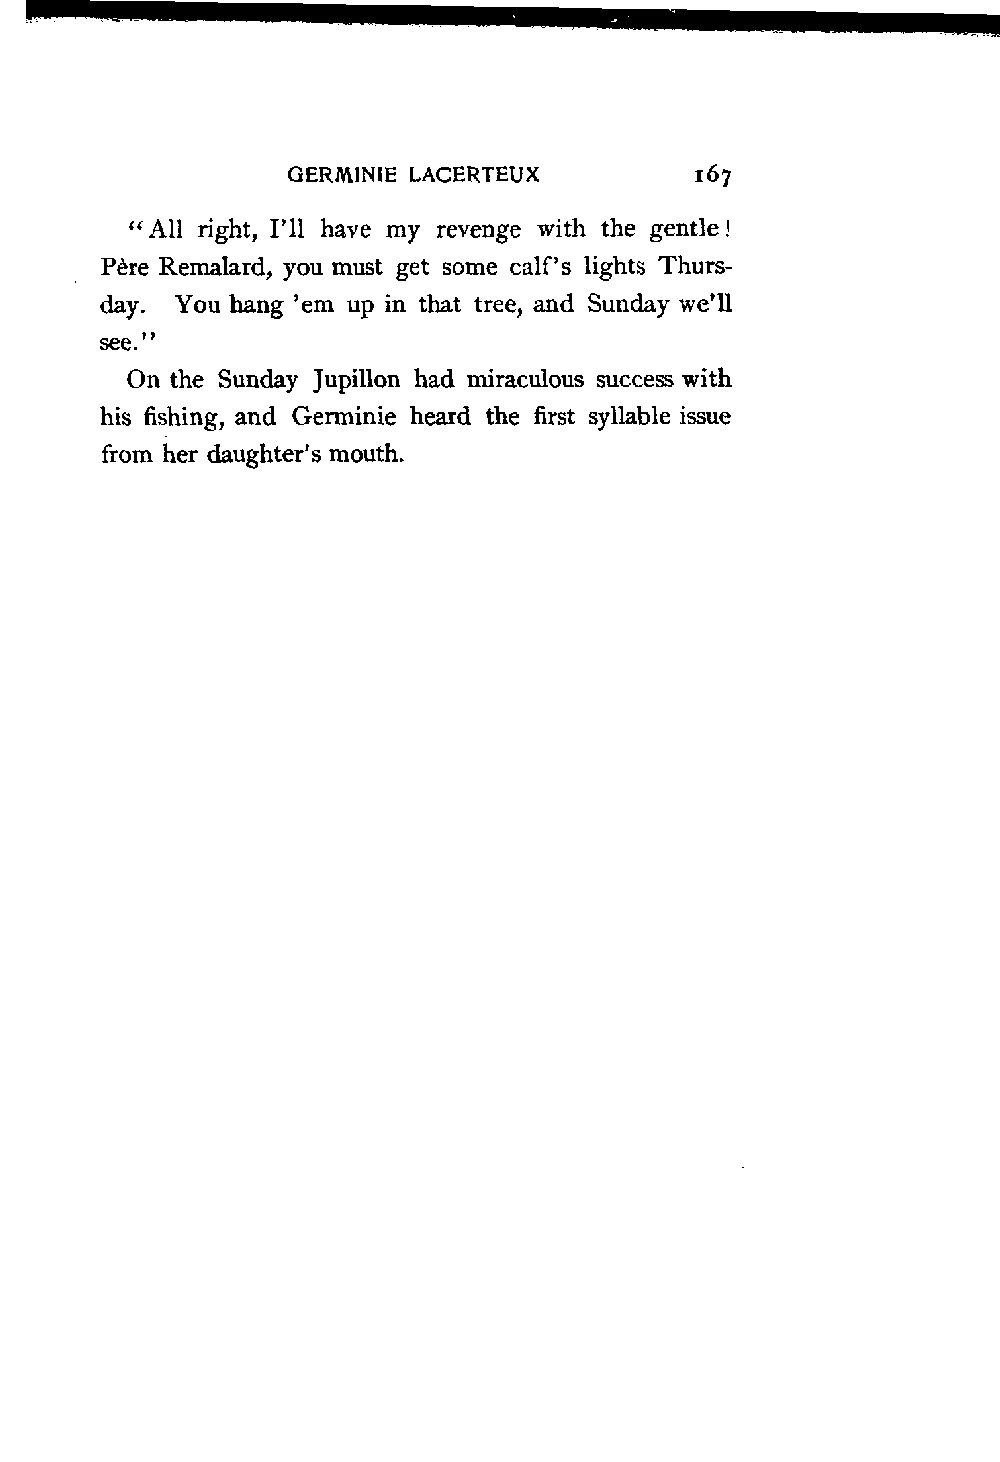 GERMINIE LACERTEUX 167
"All right, I'll have my revenge with the gentle!
Père Remalard, you must get some calf's lights Thurs-
day. You hang 'em up in that tree, and Sunday we'll
see."
On the Sunday Jupillon had miraculous success with
his fishing, and Germinie heard the first syllable issue
from her daughter's mouth.